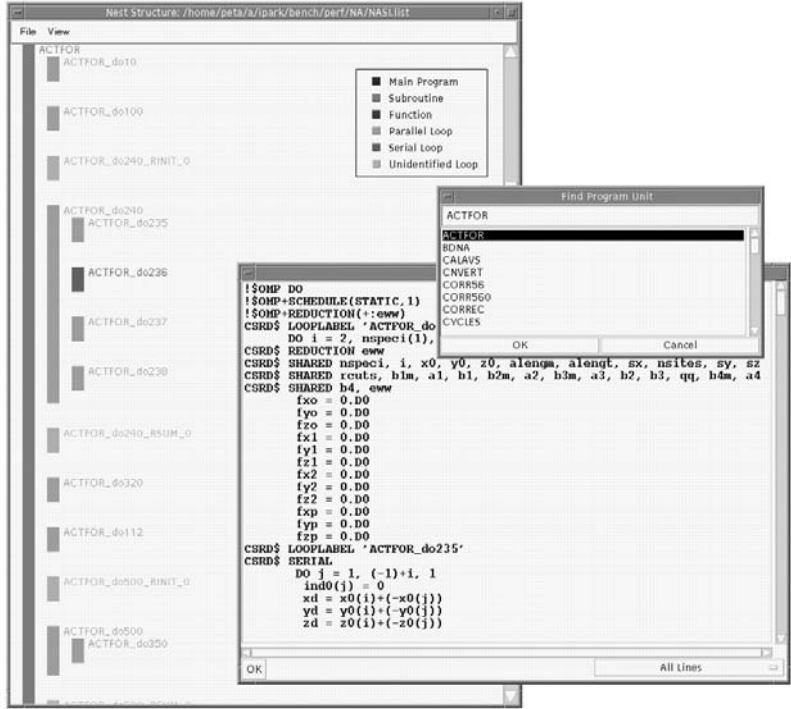 Nest Structure: /home/peta/a/ipark/bench/perf/NA/NASLlist
File View
ACTFOR
ACTFOR_do10
ACTFOR_do100
ACTFOR_do240_RINIT_0
ACTFOR_do240
ACTFOR_do235
ACTFOR_do236
ACTFOR_do237
ACTFOR_do238
ACTFOR_do240_RSUM_0
ACTFOR_do320
ACTFOR_do112
ACTFOR_do500_RINIT_0
ACTFOR_do500
ACTFOR_do350
Main Program
Subroutine
Function
Parallel Loop
Serial Loop
Unidentified Loop
Find Program Unit
ACTFOR
ACTFOR
BDNA
CALAVS
CNVERT
CORR56
CORR560
CORREC
CYCLES
OK Cancel
!$OMP DO
!$OMP+SCHEDULE(STATIC,1)
!$OMP+REDUCTION(+:eww)
CSRD$ LOOPLABEL 'ACTFOR_do
DO i = 2, nspeci(1),
CSRD$ REDUCTION eww
CSRD$ SHARED nspeci, i, x0, y0, z0, alengm, alengt, sx, nsites, sy, sz
CSRD$ SHARED rcuts, b1m, a1, b1, b2m, a2, b3m, a3, b2, b3, qq, b4m, a4
CSRD$ SHARED b4, eww
fxo = 0.D0
fyo = 0.D0
fzo = 0.D0
fx1 = 0.D0
fy1 = 0.D0
fz1 = 0.D0
fx2 = 0.D0
fy2 = 0.D0
fz2 = 0.D0
fxp = 0.D0
fyp = 0.D0
fzp = 0.D0
CSRD$ LOOPLABEL 'ACTFOR_do235'
CSRD$ SERIAL
DO j = 1, (-1)+i, 1
ind0(j) = 0
xd = x0(i)+(-x0(j))
yd = y0(i)+(-y0(j))
zd = z0(i)+(-z0(j))
OK All Lines